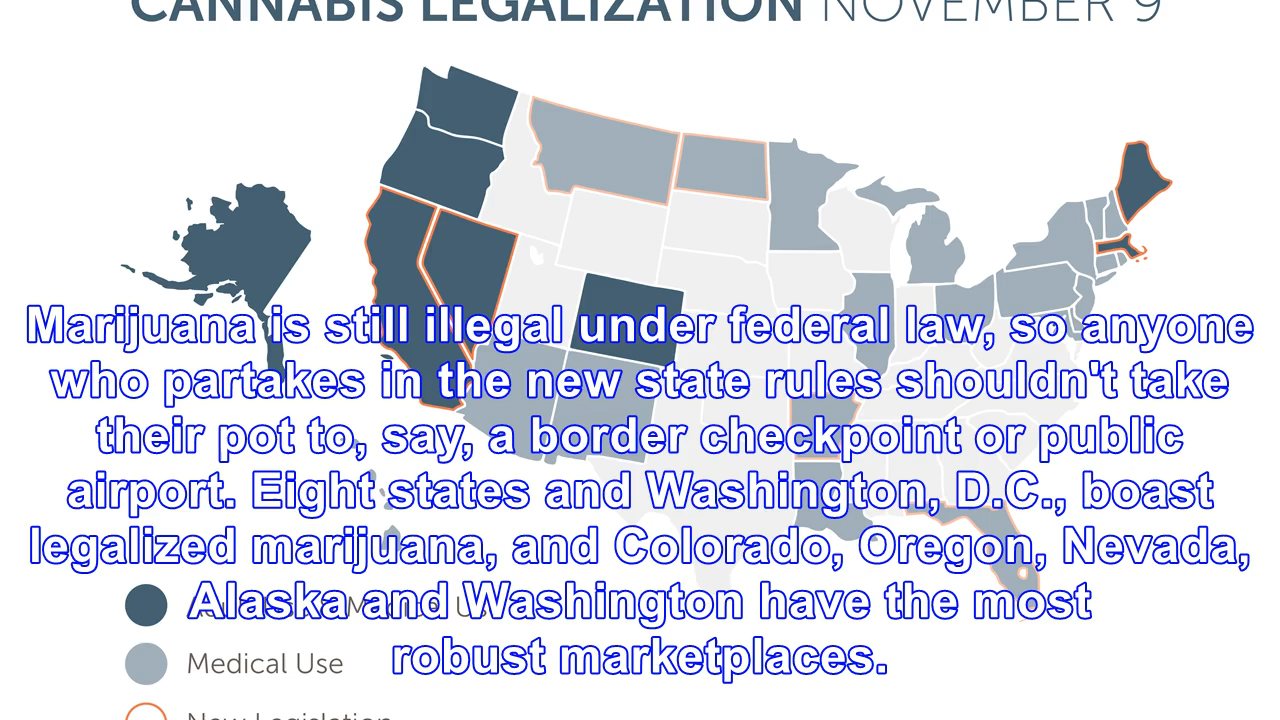 CANNABIS LEGALIZATION NOVEMBER 9
Marijuana is still illegal under federal law, so anyone
who partakes in the new state rules shouldn't take
their pot to, say, a border checkpoint or public
airport. Eight states and Washington, D.C., boast
legalized marijuana, and Colorado, Oregon, Nevada,
Alaska and Washington have the most
robust marketplaces.
Medical Use
New Legislation